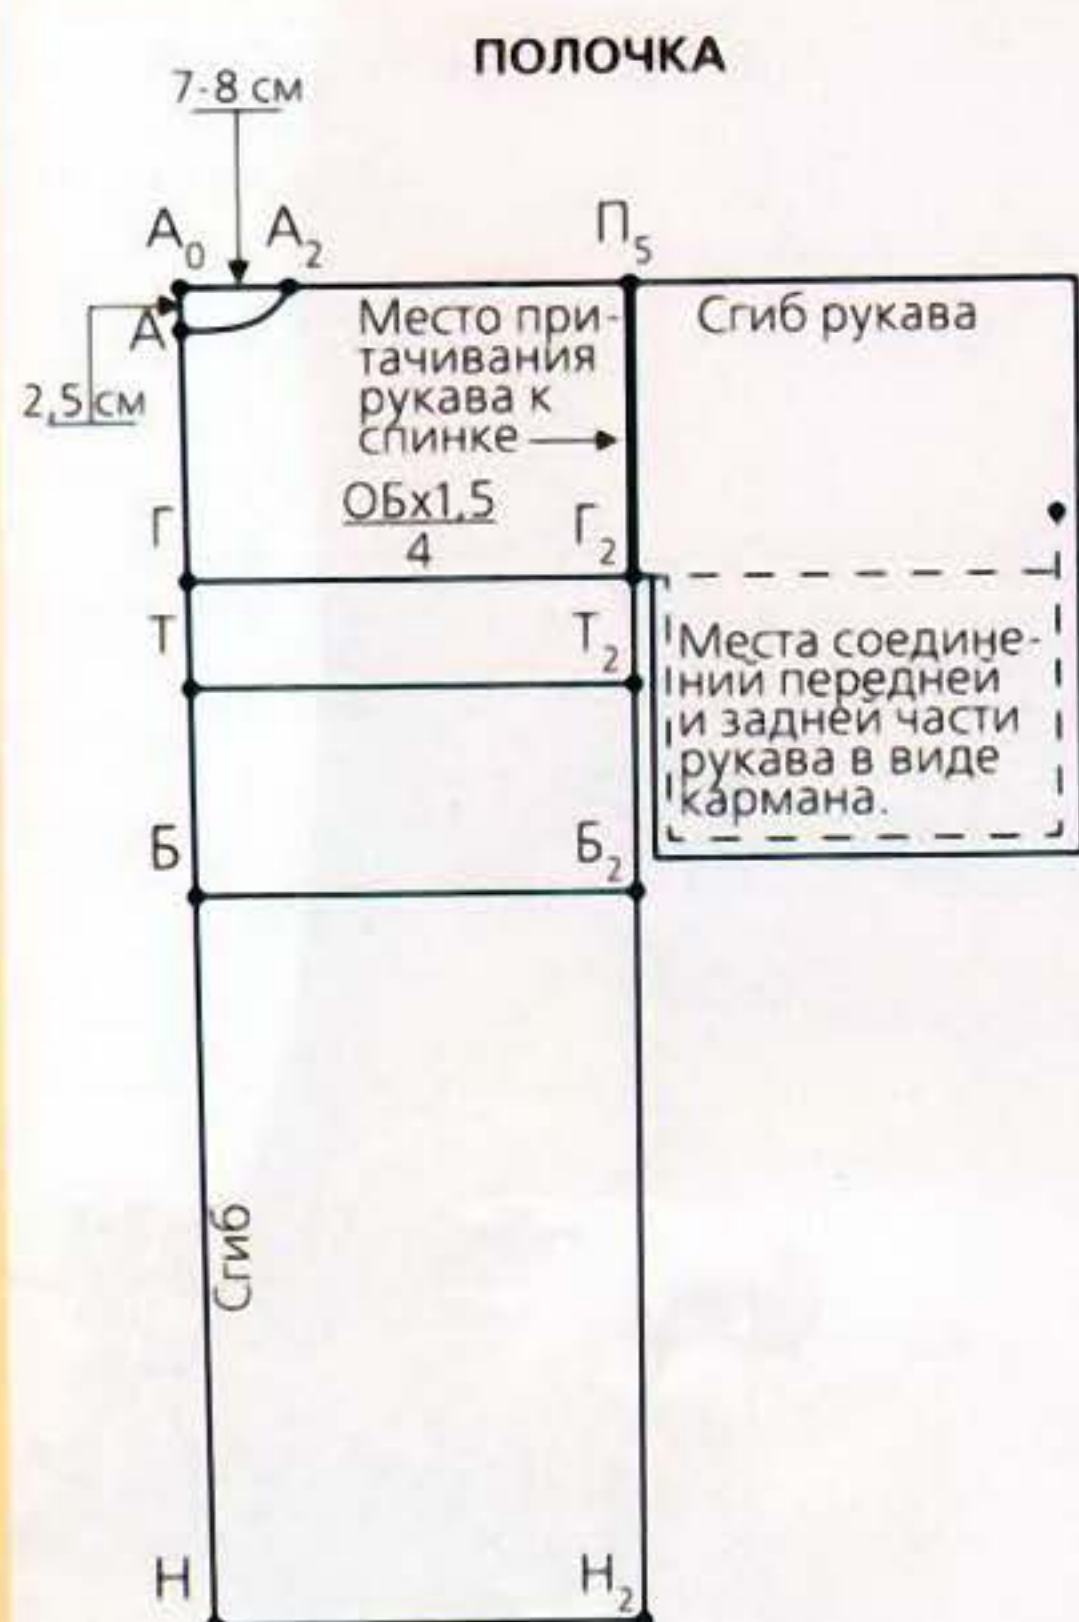 ПОЛОЧКА
7-8 см
А₀ А₂ П₅
Место при-
тачивания
рукава к
спинке
Сгиб рукава
А
2,5 см
ОБх1,5
4
Г Г₂
Т Т₂
Места соедине-
ний передней
и задней части
рукава в виде
кармана.
Б Б₂
Сгиб
Н Н₂